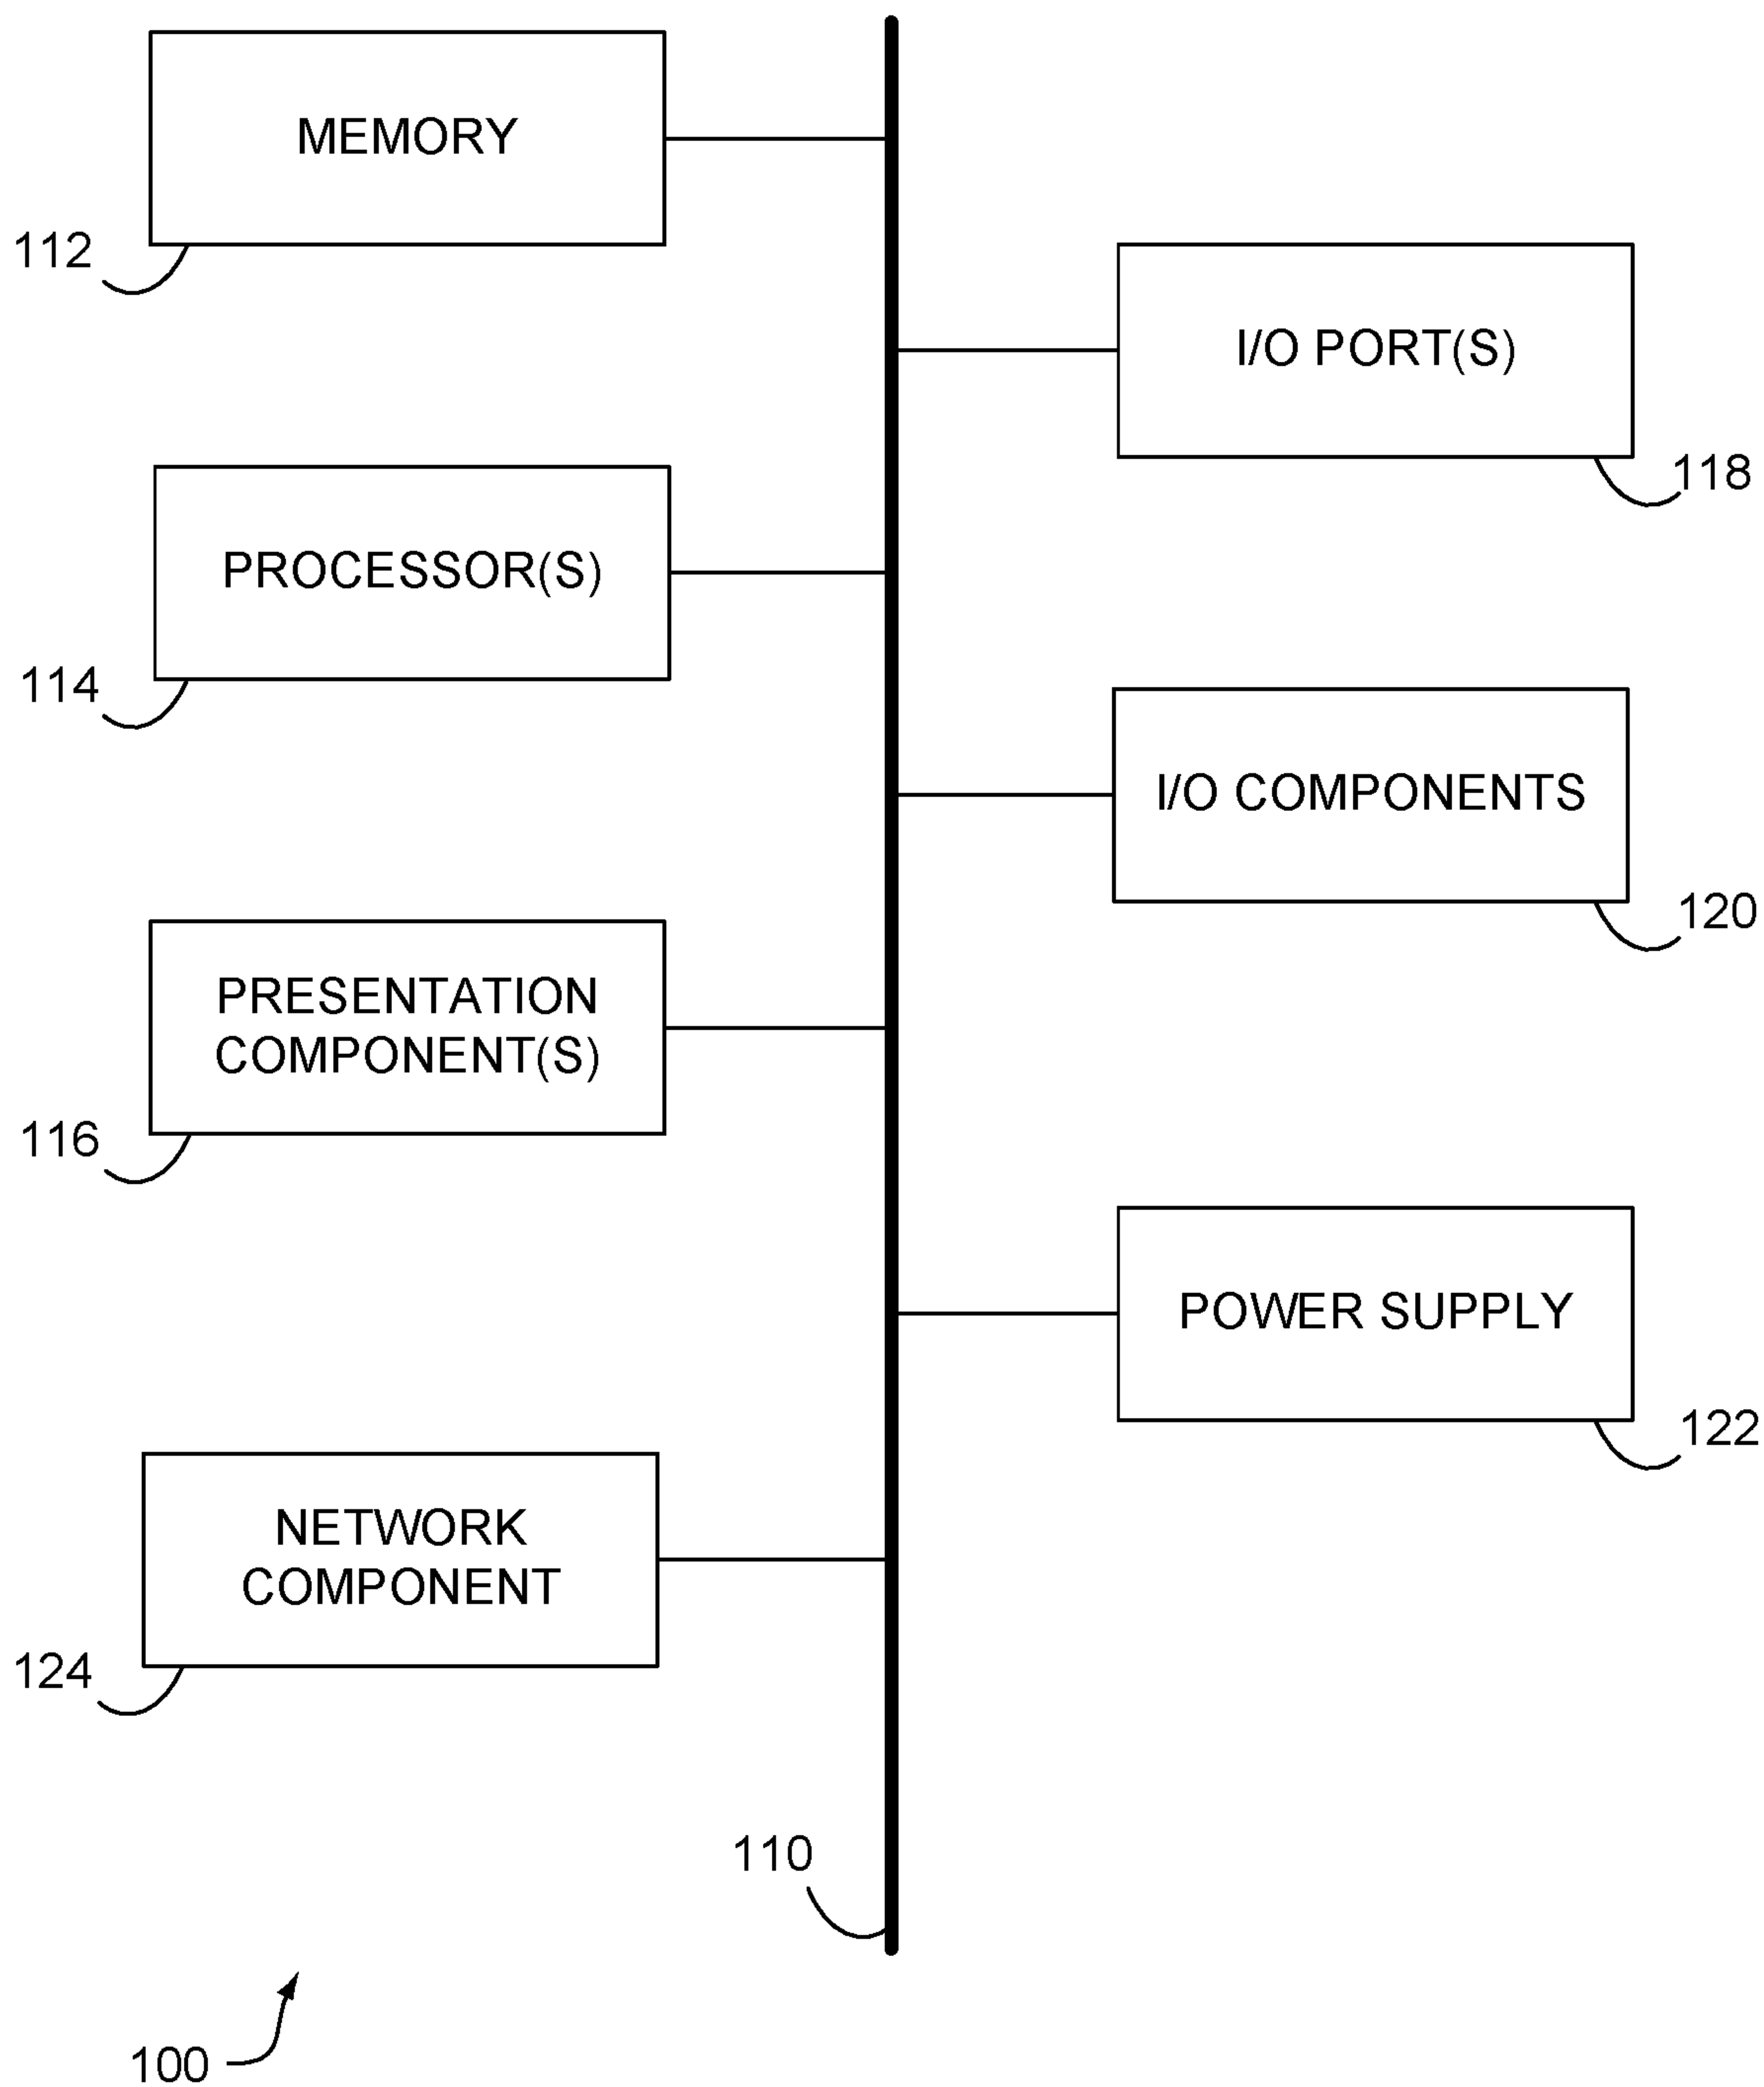 MEMORY
112
I/O PORT(S)
118
PROCESSOR(S)
114
I/O COMPONENTS
120
PRESENTATION
COMPONENT(S)
116
POWER SUPPLY
122
NETWORK
COMPONENT
124
110
100